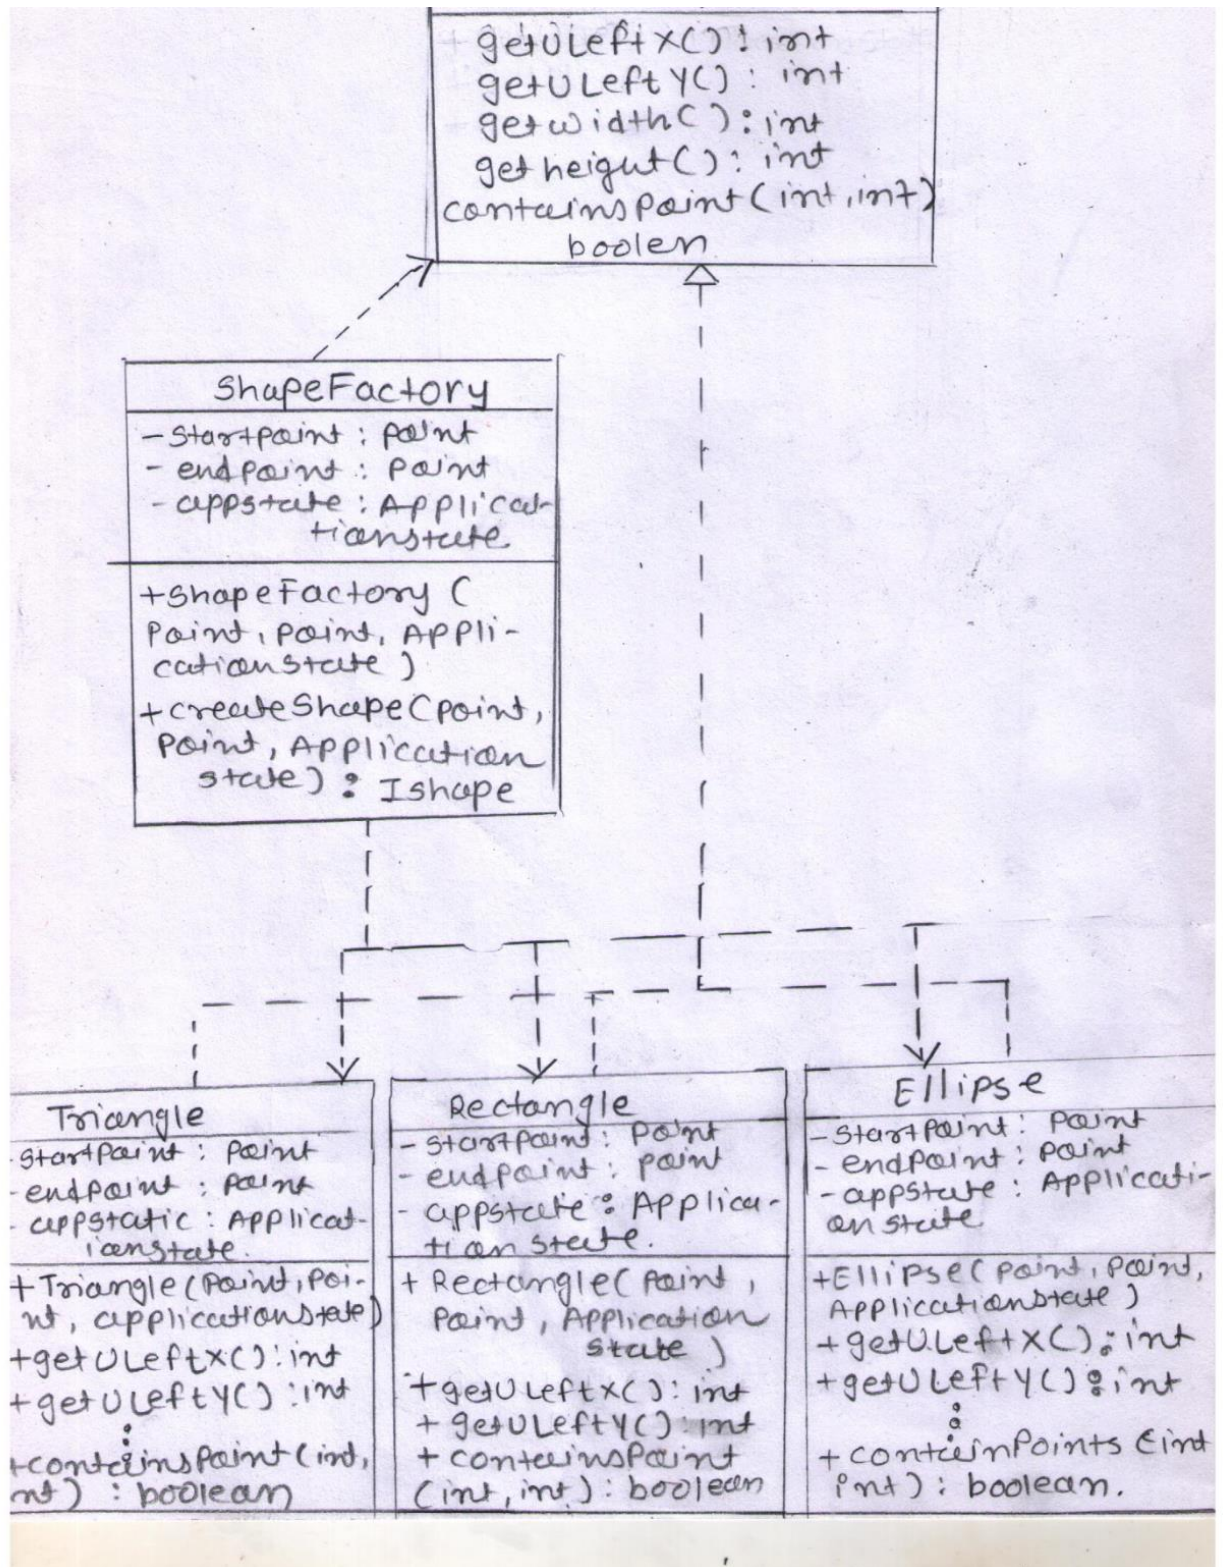 + getULeftX() : int
getULeftY() : int
getwidth() : int
getheigut() : int
containsPoint(int, int)
boolen
ShapeFactory
- startpoint : point
- endpoint : point
- appstate : Applicat-
tionstate
+ShapeFactory (
Point, point, Appli-
cationstate )
+createShape(point,
Point, Application
state) : Ishape
Triangle
- startpoint : point
- endpoint : point
- appstatic : Applicat-
ionstate.
+Triangle(point, poi-
nt, applicationstate)
+getULeftX() : int
+getULeftY() : int
:
+containsPoint(int,
nt) : boolean
Rectangle
- startpoint : point
- endpoint : point
- appstate : Applica-
tion state.
+ Rectangle( point,
Point, Application
state )
+getULeftX() : int
+ getULeftY() : int
+ containsPoint
(int, int) : boolean
Ellipse
- startpoint : point
- endpoint : point
- appstate : Applicati-
on state
+Ellipse(point, point,
Applicationstate )
+ getULeftX() : int
+getULeftY() : int
:
+ containPoints (int
int) : boolean.